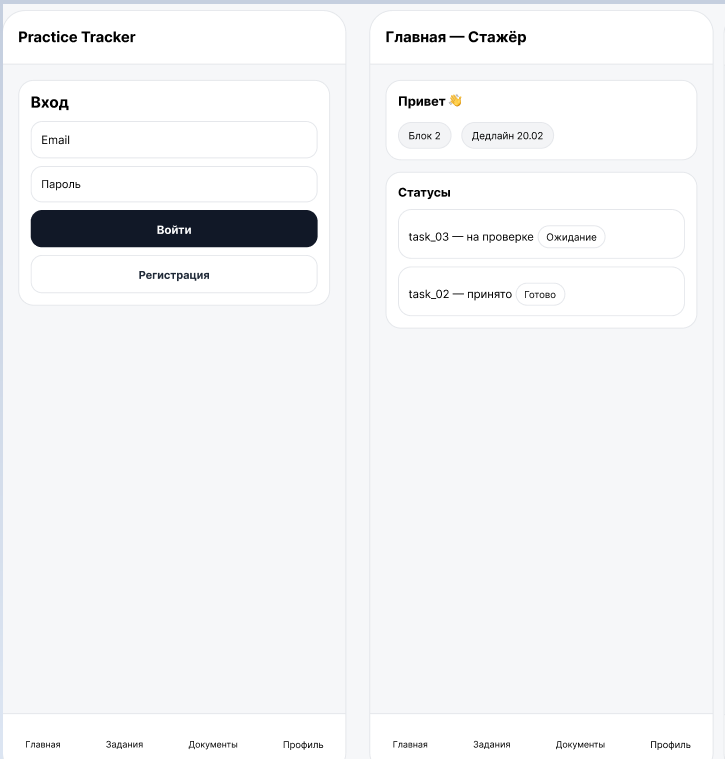 Practice Tracker
Вход
Email
Пароль
Войти
Регистрация
Главная Задания Документы Профиль
Главная — Стажёр
Привет 👋
Блок 2 Дедлайн 20.02
Статусы
task_03 — на проверке Ожидание
task_02 — принято Готово
Главная Задания Документы Профиль